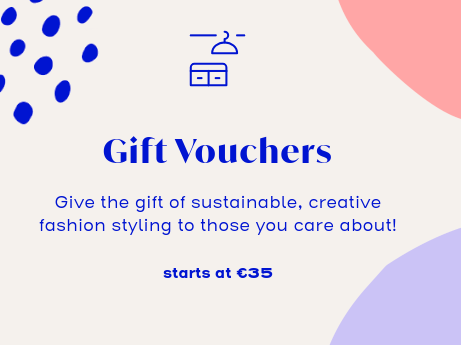 Gift Vouchers
Give the gift of sustainable, creative
fashion styling to those you care about!
starts at €35